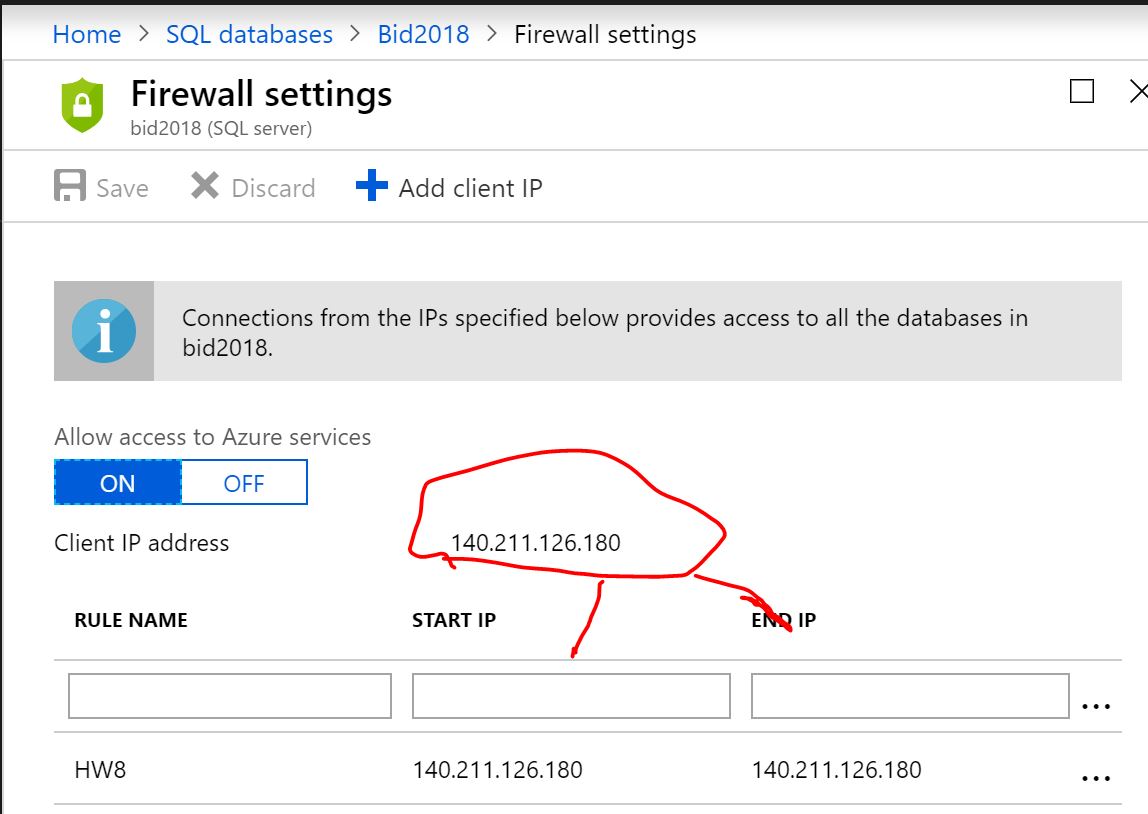 Home > SQL databases > Bid2018 > Firewall settings
Firewall settings
bid2018 (SQL server)
Save Discard Add client IP
Connections from the IPs specified below provides access to all the databases in
bid2018.
Allow access to Azure services
ON OFF
Client IP address 140.211.126.180
RULE NAME START IP END IP
...
HW8 140.211.126.180 140.211.126.180 ...